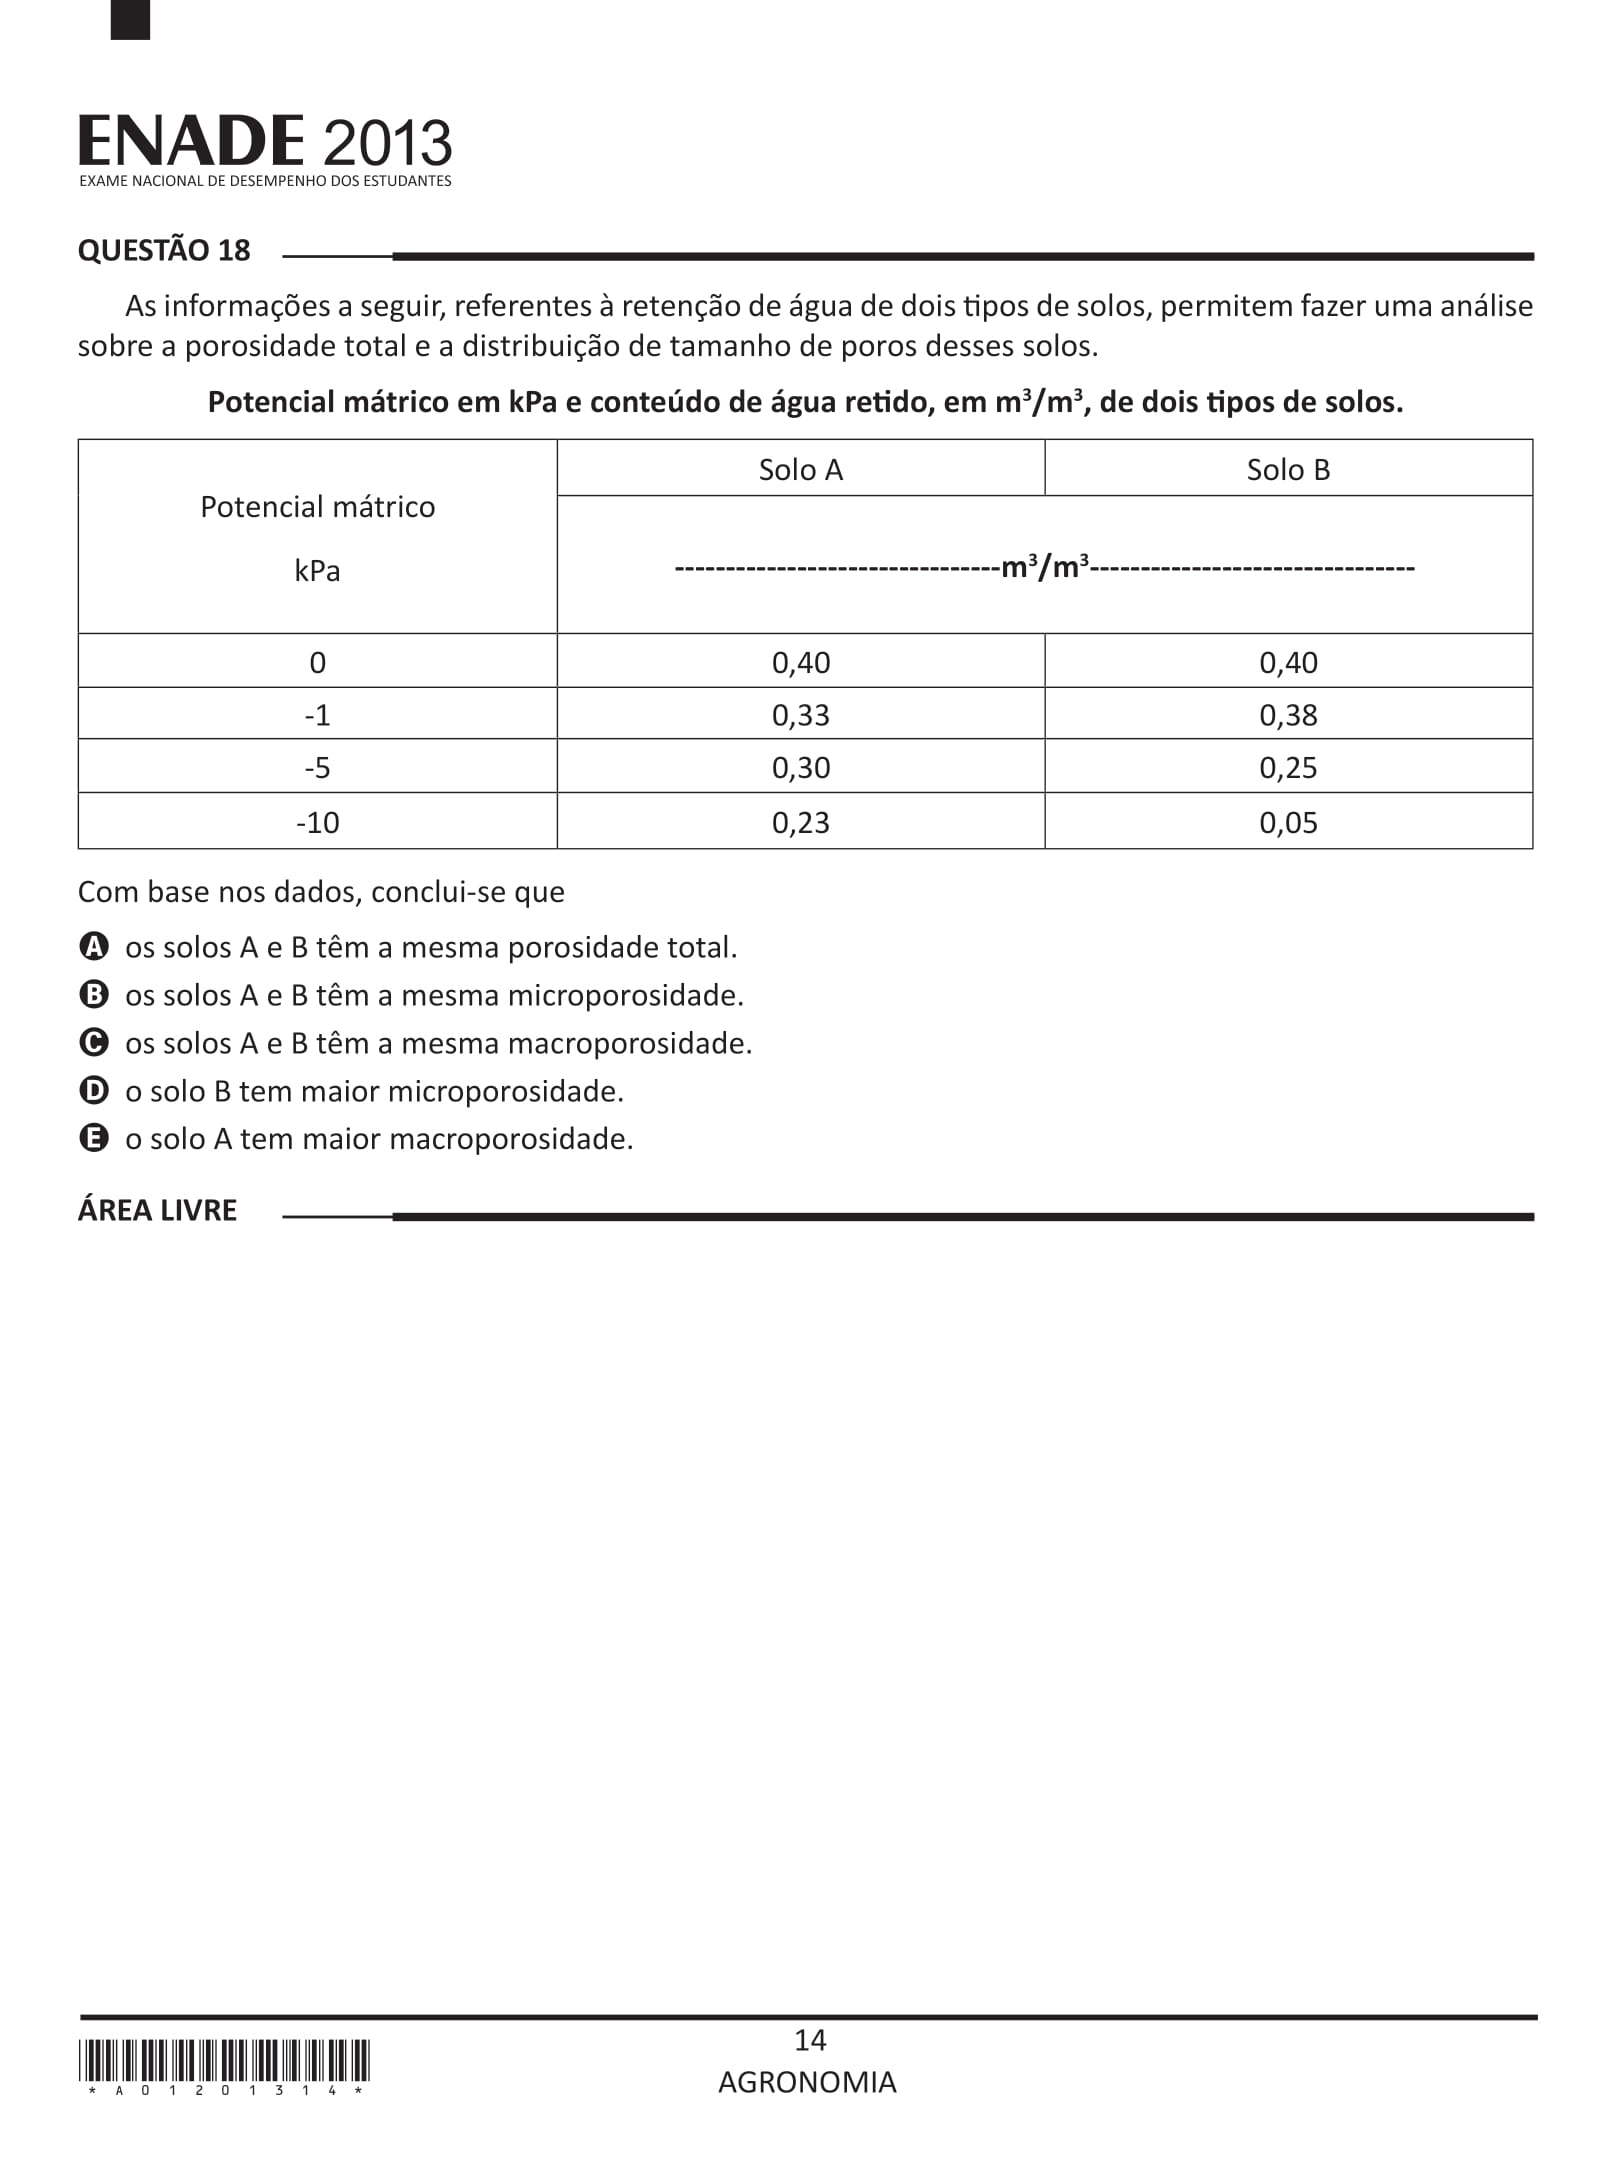 ENADE 2013
EXAME NACIONAL DE DESEMPENHO DOS ESTUDANTES
QUESTÃO 18
As informações a seguir, referentes à retenção de água de dois tipos de solos, permitem fazer uma análise
sobre a porosidade total e a distribuição de tamanho de poros desses solos.
Potencial mátrico em kPa e conteúdo de água retido, em m³/m³, de dois tipos de solos.
Potencial mátrico
kPa
Solo A Solo B
--------------------------------m³/m³--------------------------------
0 0,40 0,40
-1 0,33 0,38
-5 0,30 0,25
-10 0,23 0,05
Com base nos dados, conclui-se que
A os solos A e B têm a mesma porosidade total.
B os solos A e B têm a mesma microporosidade.
C os solos A e B têm a mesma macroporosidade.
D o solo B tem maior microporosidade.
E o solo A tem maior macroporosidade.
ÁREA LIVRE
14
AGRONOMIA
* A 0 1 2 0 1 3 1 4 *